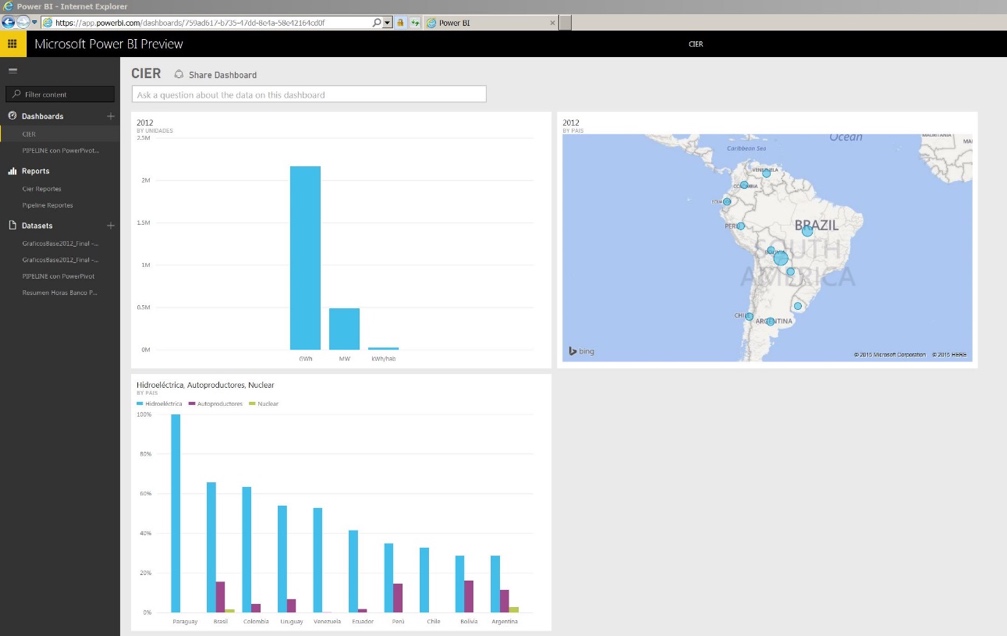 Power BI - Internet Explorer
https://app.powerbi.com/dashboards/759ad617-b735-47dd-8e4a-58e42164cd0f
Power BI
Microsoft Power BI Preview
CIER
CIER
Share Dashboard
Filter content
Ask a question about the data on this dashboard
Dashboards
CIER
PIPELINE con PowerPivot...
Reports
Cier Reportes
Pipeline Reportes
Datasets
GraficosBase2012_Final -...
GraficosBase2012_Final -...
PIPELINE con PowerPivot
Resumen Horas Banco P...
2012
BY UNIDADES
2.5M
2M
1.5M
1M
0.5M
0M
GWh
MW
KWh/hab
2012
BY PAIS
Ocean
Caribbean Sea
MAURITANIA
VENEZUELA
COLOMBIA
PERU
BRAZIL
BOLIVIA
SOUTH
AMERICA
CHILE
ARGENTINA
bing
© 2015 Microsoft Corporation © 2015 HERE
Hidroeléctrica, Autoproductores, Nuclear
BY PAIS
Hidroeléctrica Autoproductores Nuclear
100%
80%
60%
40%
20%
0%
Paraguay Brasil Colombia Uruguay Venezuela Ecuador Perú Chile Bolivia Argentina